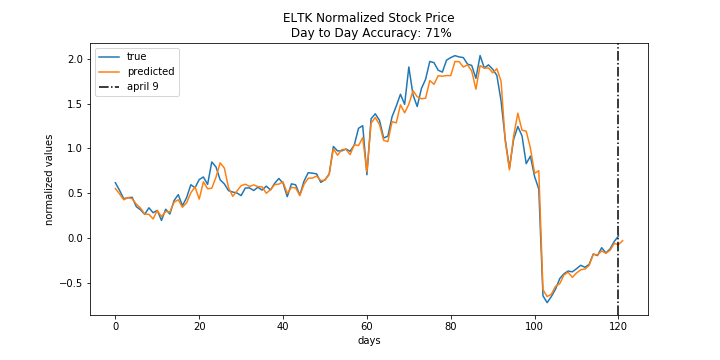 ELTK Normalized Stock Price
Day to Day Accuracy: 71%
true
predicted
april 9
normalized values
2.0
1.5
1.0
0.5
0.0
−0.5
0
20
40
60
80
100
120
days